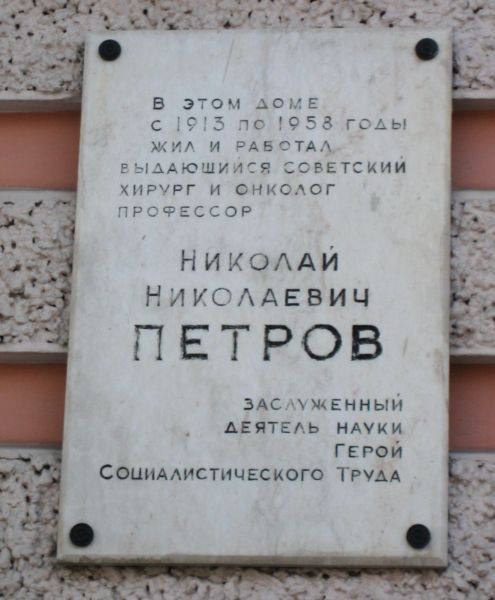 В этом доме
с 1913 по 1958 годы
жил и работал
выдающийся советский
хирург и онколог
профессор
Николай
Николаевич
ПЕТРОВ
заслуженный
деятель науки
Герой
Социалистического Труда